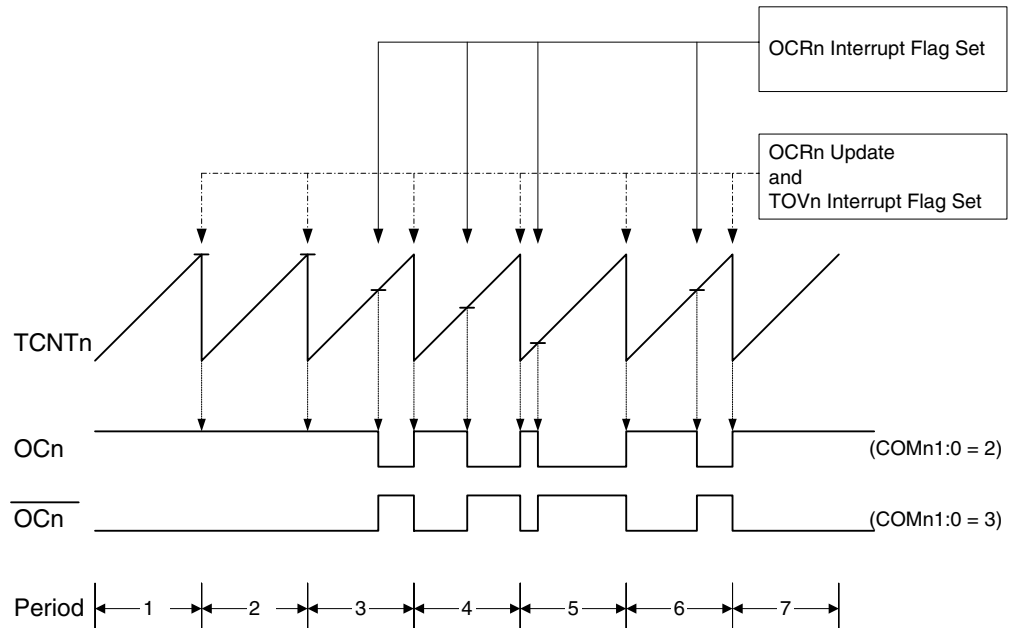 OCRn Interrupt Flag Set
OCRn Update
and
TOVn Interrupt Flag Set
TCNTn
OCn
(COMn1:0 = 2)
OCn
(COMn1:0 = 3)
Period
1
2
3
4
5
6
7